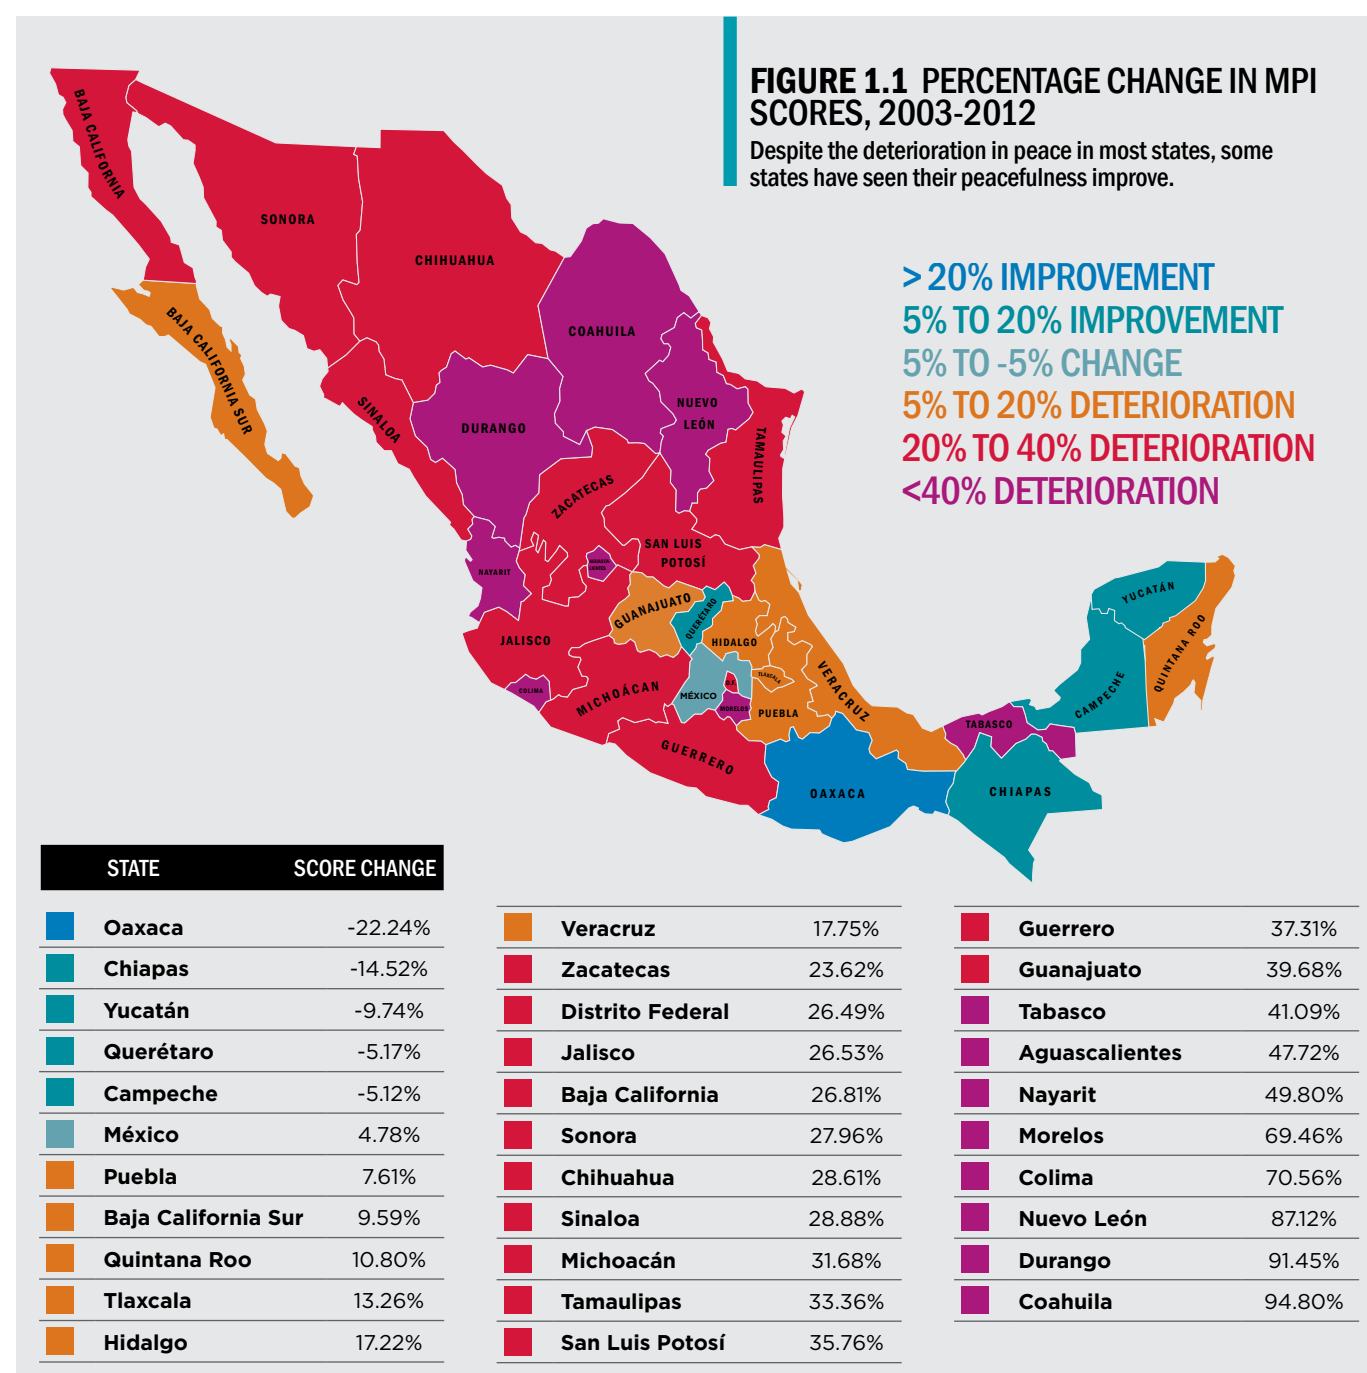 FIGURE 1.1 PERCENTAGE CHANGE IN MPI
SCORES, 2003-2012
Despite the deterioration in peace in most states, some
states have seen their peacefulness improve.
> 20% IMPROVEMENT
5% TO 20% IMPROVEMENT
5% TO -5% CHANGE
5% TO 20% DETERIORATION
20% TO 40% DETERIORATION
<40% DETERIORATION
BAJA CALIFORNIA
SONORA
CHIHUAHUA
COAHUILA
BAJA CALIFORNIA SUR
SINALOA
DURANGO
NUEVO
LEÓN
TAMAULIPAS
ZACATECAS
SAN LUIS
POTOSÍ
NAYARIT
AGUASCA-
LIENTES
GUANAJUATO
QUERÉTARO
HIDALGO
JALISCO
COLIMA
MICHOÁCAN
MÉXICO
D.F.
TLAXCALA
MORELOS
PUEBLA
VERACRUZ
GUERRERO
OAXACA
TABASCO
CHIAPAS
CAMPECHE
YUCATÁN
QUINTANA ROO
STATE SCORE CHANGE
Oaxaca -22.24%
Chiapas -14.52%
Yucatán -9.74%
Querétaro -5.17%
Campeche -5.12%
México 4.78%
Puebla 7.61%
Baja California Sur 9.59%
Quintana Roo 10.80%
Tlaxcala 13.26%
Hidalgo 17.22%
Veracruz 17.75%
Zacatecas 23.62%
Distrito Federal 26.49%
Jalisco 26.53%
Baja California 26.81%
Sonora 27.96%
Chihuahua 28.61%
Sinaloa 28.88%
Michoacán 31.68%
Tamaulipas 33.36%
San Luis Potosí 35.76%
Guerrero 37.31%
Guanajuato 39.68%
Tabasco 41.09%
Aguascalientes 47.72%
Nayarit 49.80%
Morelos 69.46%
Colima 70.56%
Nuevo León 87.12%
Durango 91.45%
Coahuila 94.80%